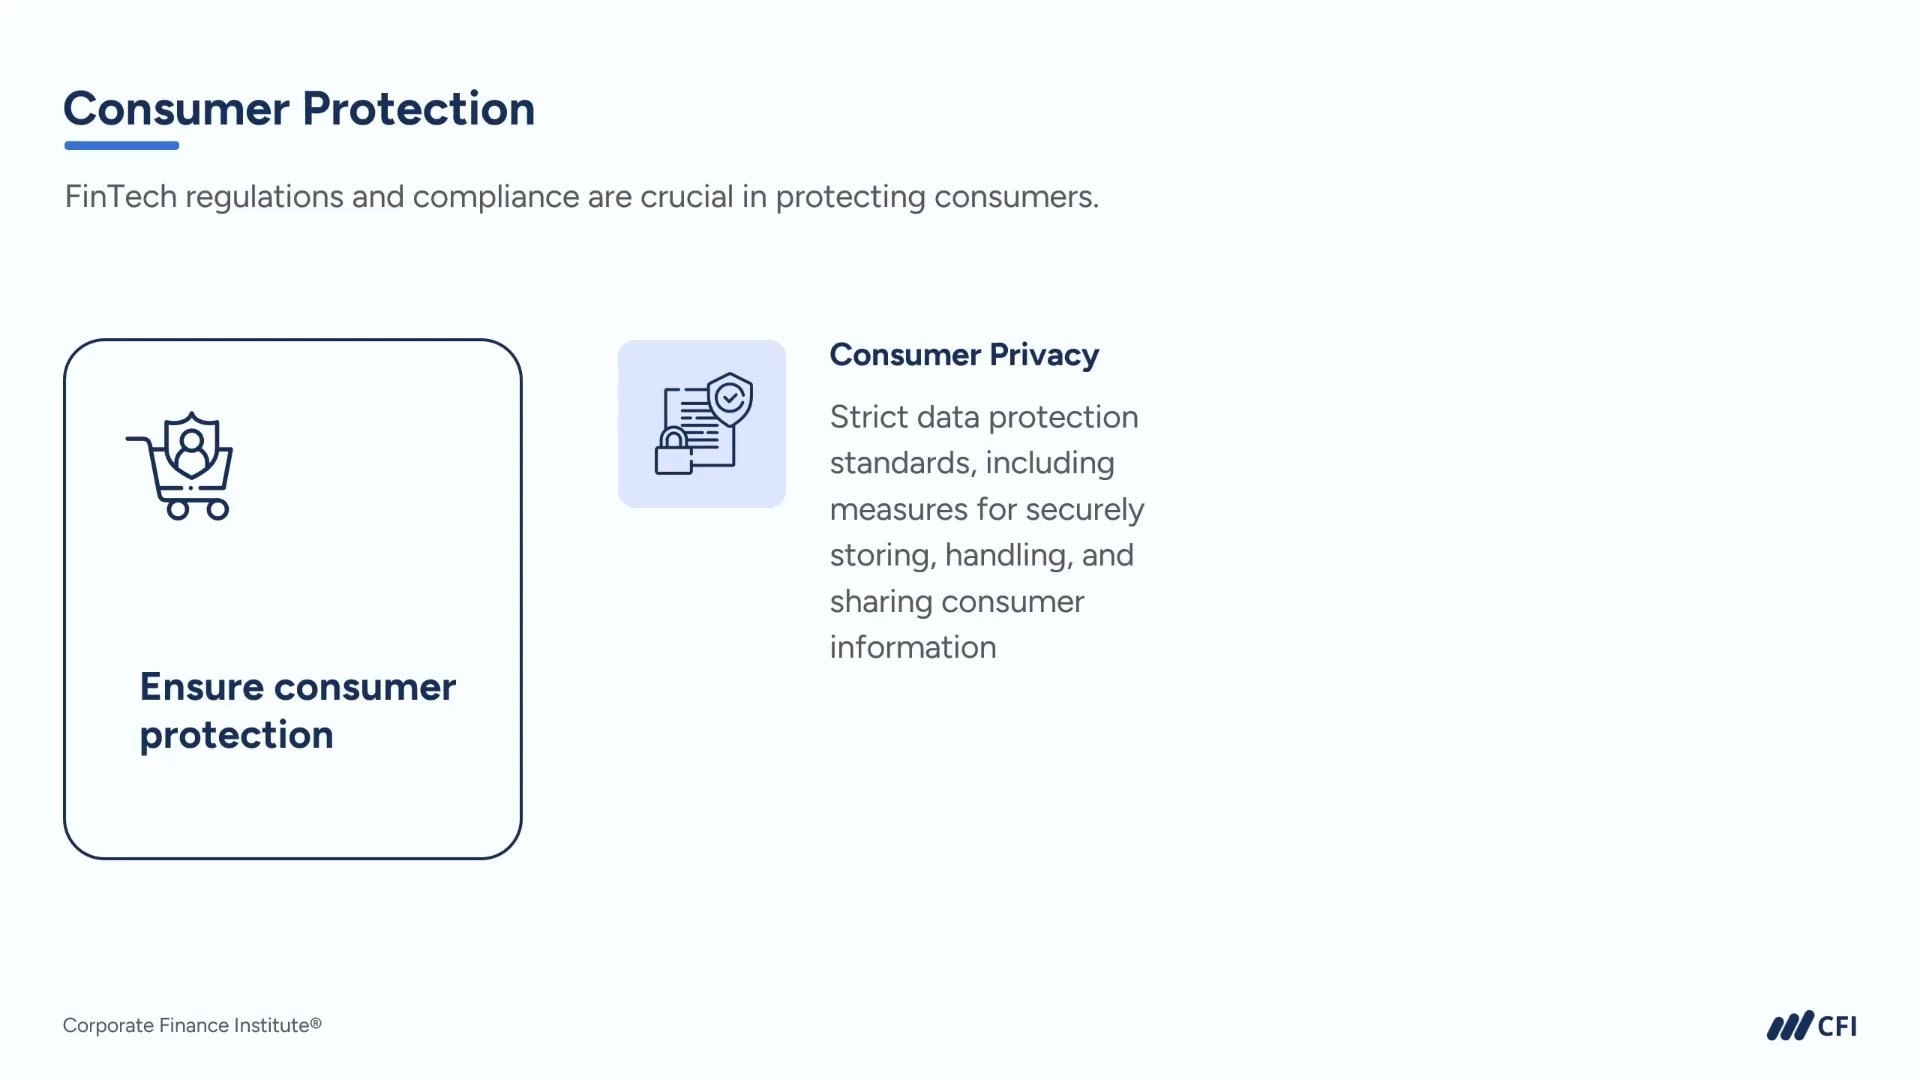 Consumer Protection
FinTech regulations and compliance are crucial in protecting consumers.
Ensure consumer
protection
Consumer Privacy
Strict data protection
standards, including
measures for securely
storing, handling, and
sharing consumer
information
Corporate Finance Institute®
CFI